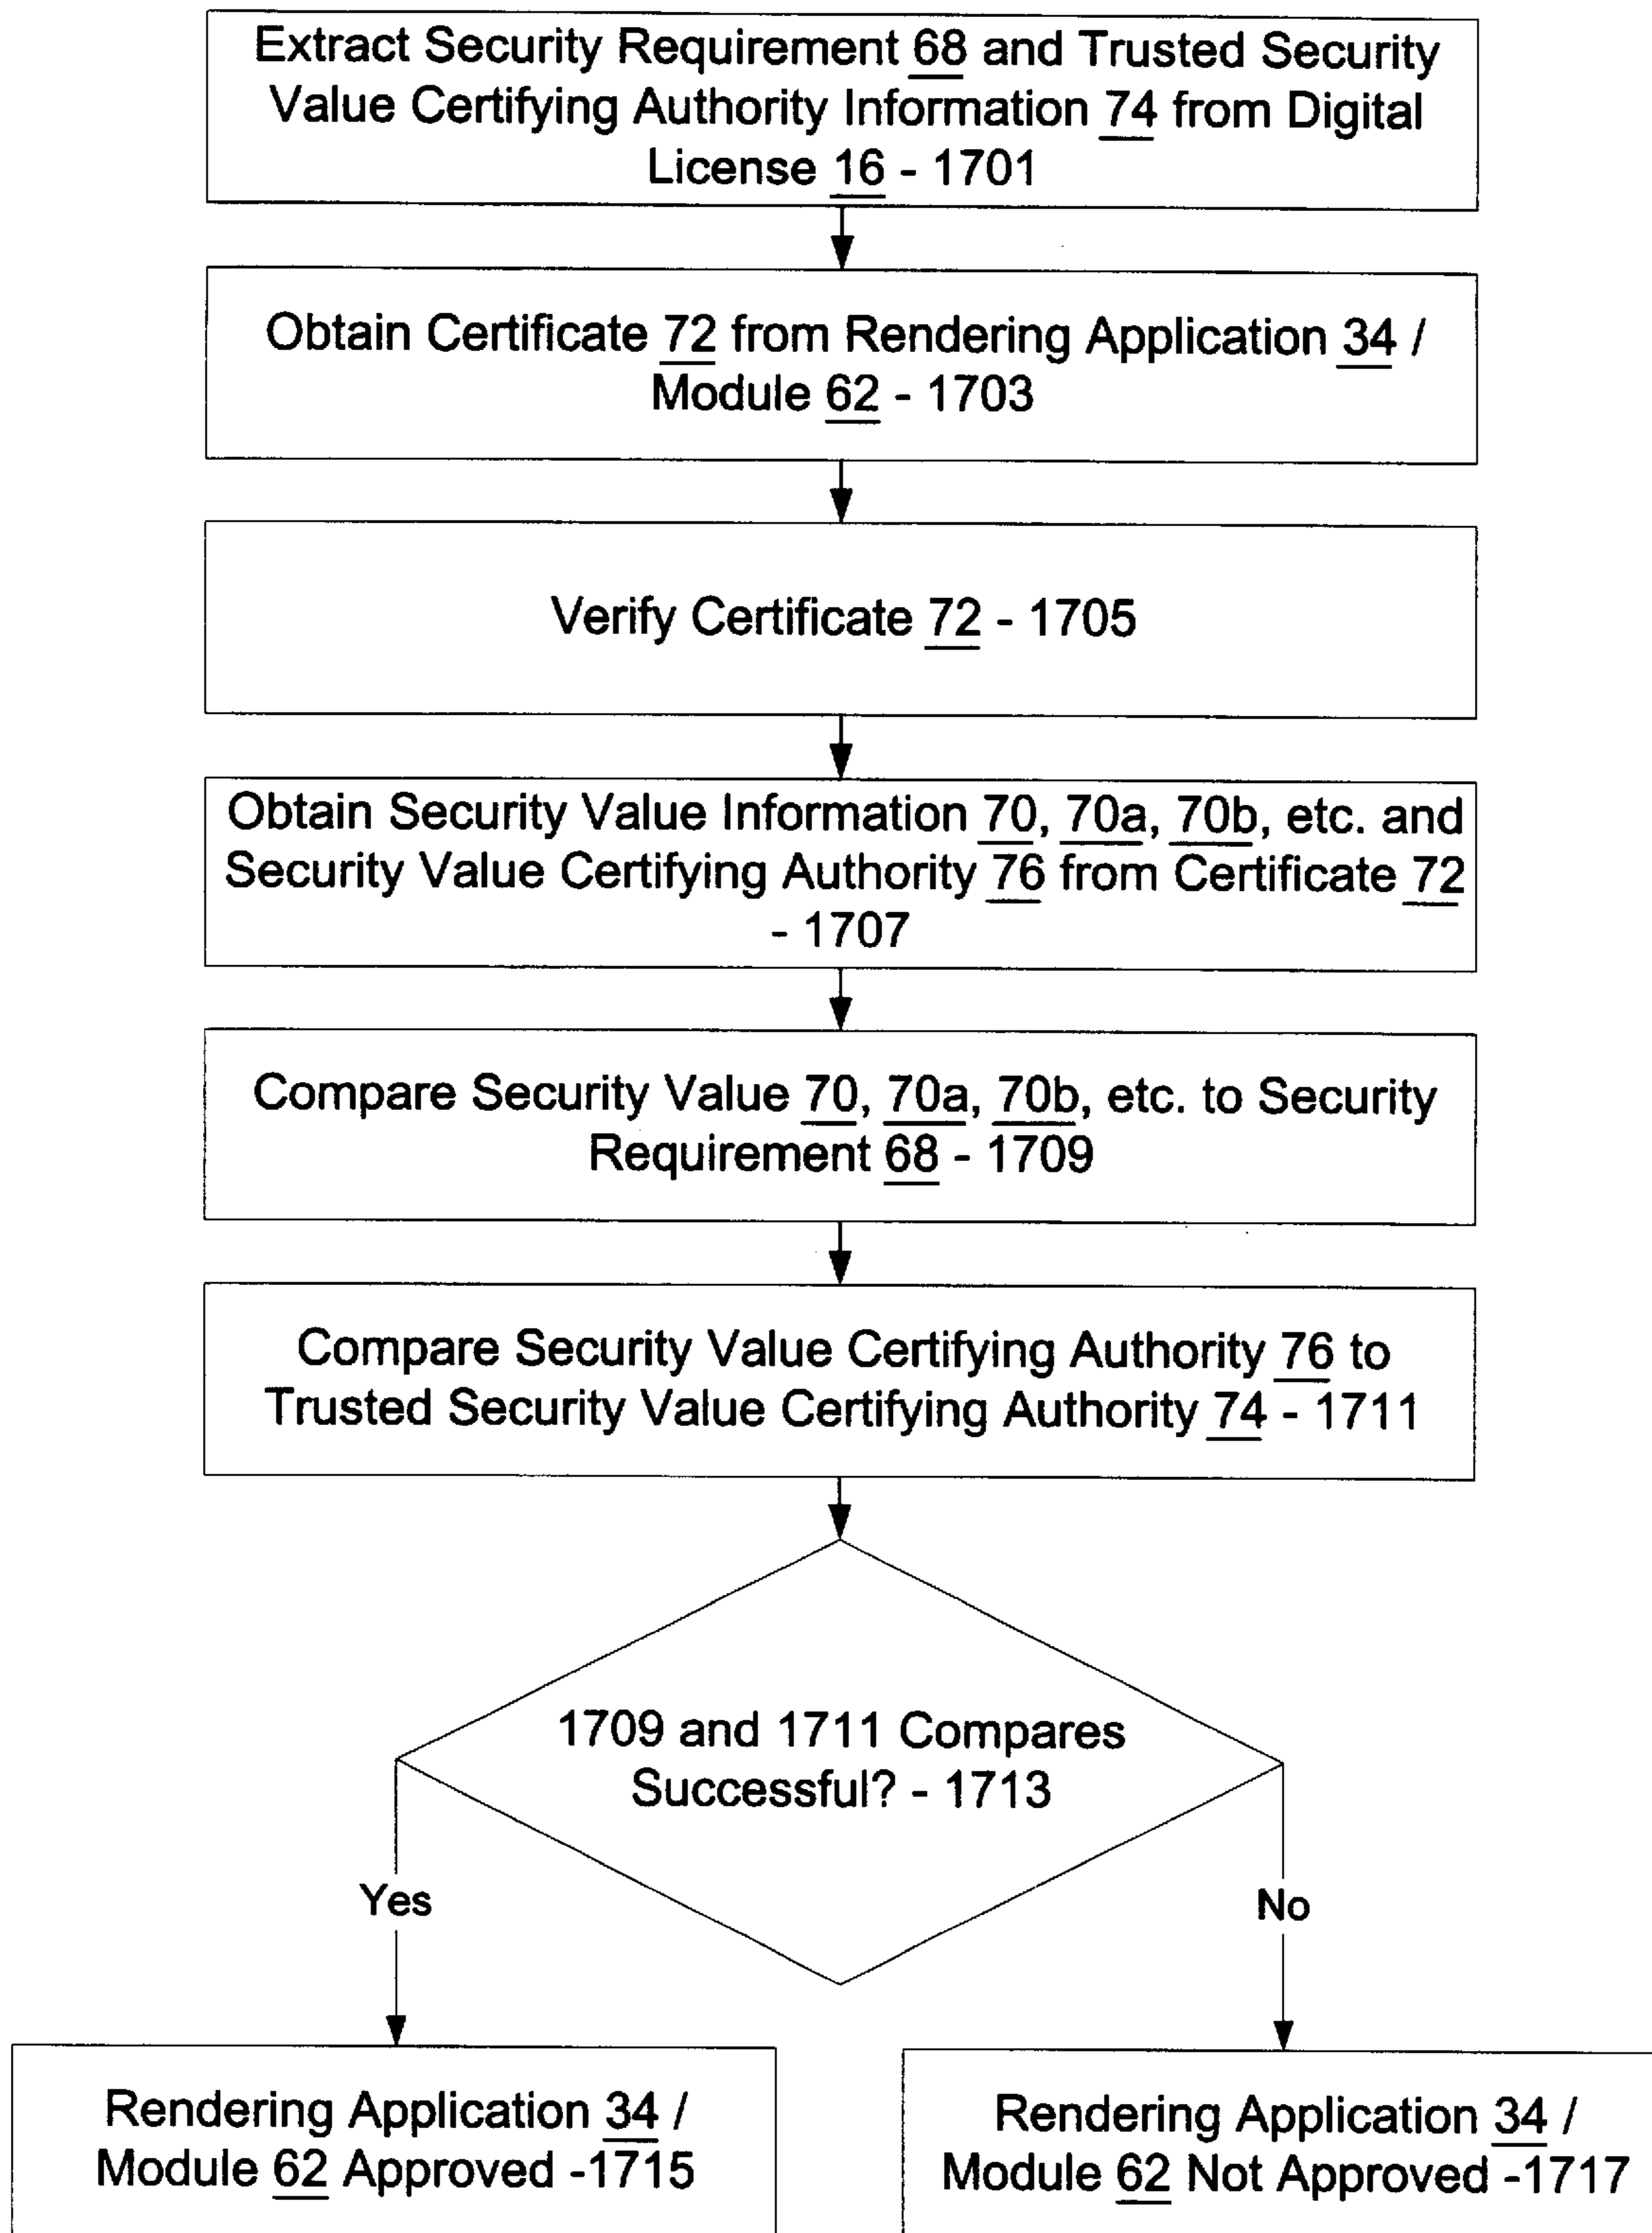 Extract Security Requirement 68 and Trusted Security
Value Certifying Authority Information 74 from Digital
License 16 - 1701
Obtain Certificate 72 from Rendering Application 34 /
Module 62 - 1703
Verify Certificate 72 - 1705
Obtain Security Value Information 70, 70a, 70b, etc. and
Security Value Certifying Authority 76 from Certificate 72
- 1707
Compare Security Value 70, 70a, 70b, etc. to Security
Requirement 68 - 1709
Compare Security Value Certifying Authority 76 to
Trusted Security Value Certifying Authority 74 - 1711
1709 and 1711 Compares
Successful? - 1713
Yes
No
Rendering Application 34 /
Module 62 Approved -1715
Rendering Application 34 /
Module 62 Not Approved -1717